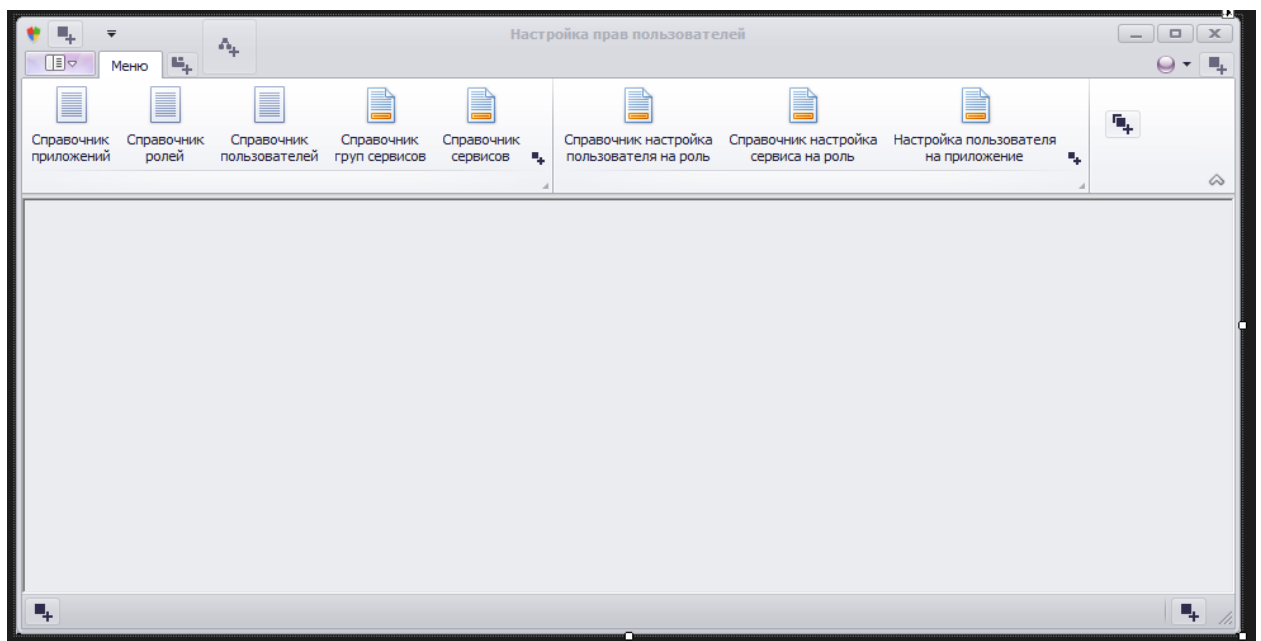 Настройка прав пользователей
Меню
Справочник
приложений
Справочник
ролей
Справочник
пользователей
Справочник
груп сервисов
Справочник
сервисов
Справочник настройка
пользователя на роль
Справочник настройка
сервиса на роль
Настройка пользователя
на приложение